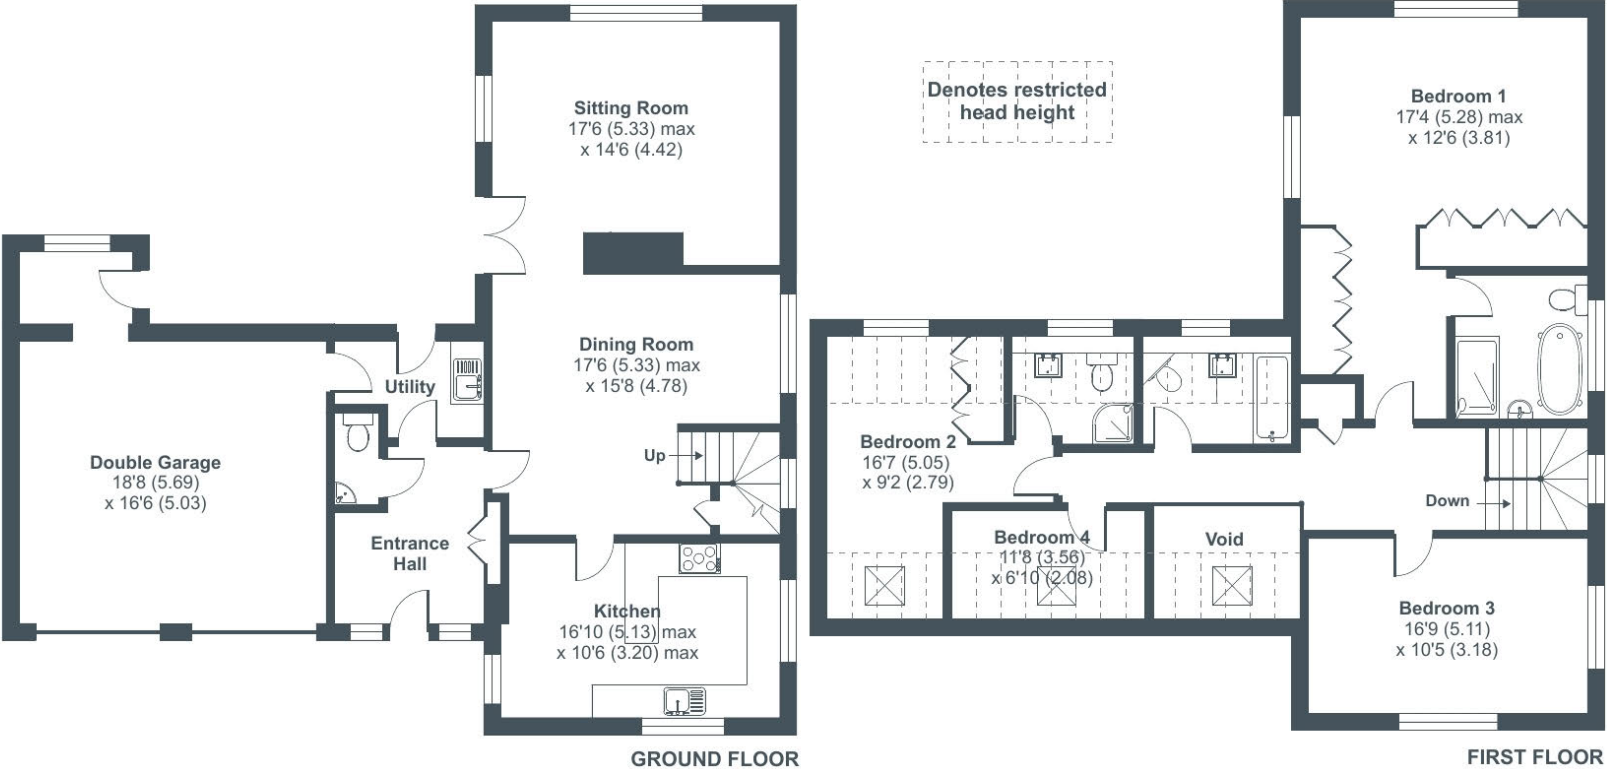 Sitting Room
17'6 (5.33) max
x 14'6 (4.42)
Dining Room
17'6 (5.33) max
x 15'8 (4.78)
Utility
Up
Double Garage
18'8 (5.69)
x 16'6 (5.03)
Entrance
Hall
Kitchen
16'10 (5.13) max
x 10'6 (3.20) max
GROUND FLOOR
Denotes restricted
head height
Bedroom 1
17'4 (5.28) max
x 12'6 (3.81)
Bedroom 2
16'7 (5.05)
x 9'2 (2.79)
Down
Bedroom 4
11'8 (3.56)
x 6'10 (2.08)
Void
Bedroom 3
16'9 (5.11)
x 10'5 (3.18)
FIRST FLOOR